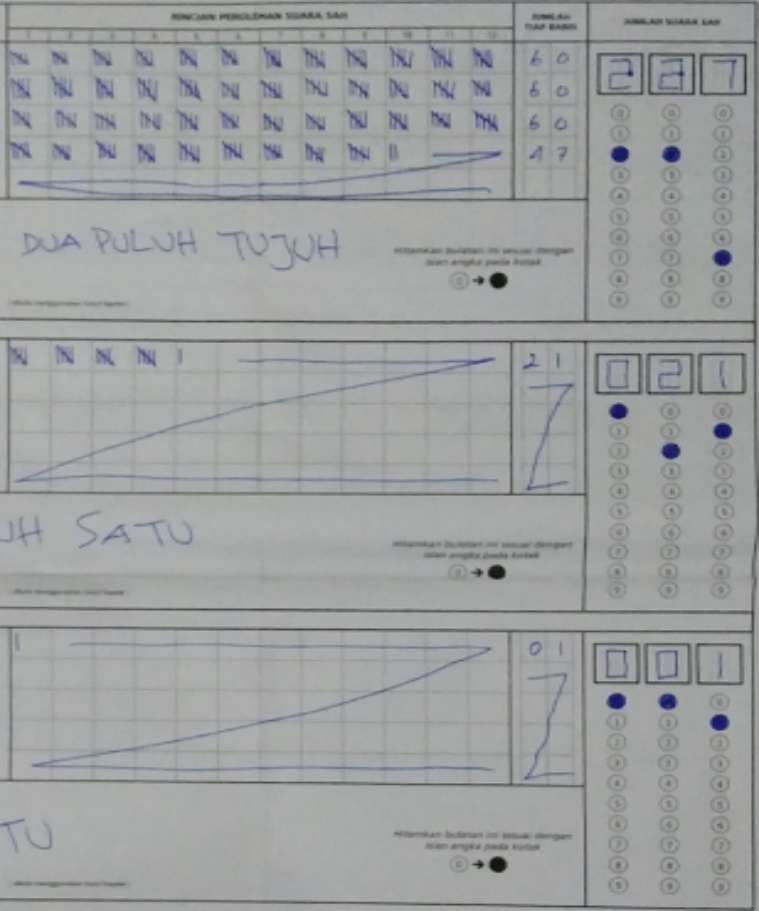 RINCIAN PEROLEHAN SUARA SAH
JUMLAH TIAP BARIS
JUMLAH SUARA SAH
1 2 3 4 5 6 7 8 9 10 11 12
6 0
6 0
6 0
4 7
2 2 7
DUA PULUH TUJUH
Hitamkan bulatan ini sesuai dengan
isian angka pada kotak
2 1
0 2 1
UH SATU
Hitamkan bulatan ini sesuai dengan
isian angka pada kotak
0 1
0 0 1
TU
Hitamkan bulatan ini sesuai dengan
isian angka pada kotak